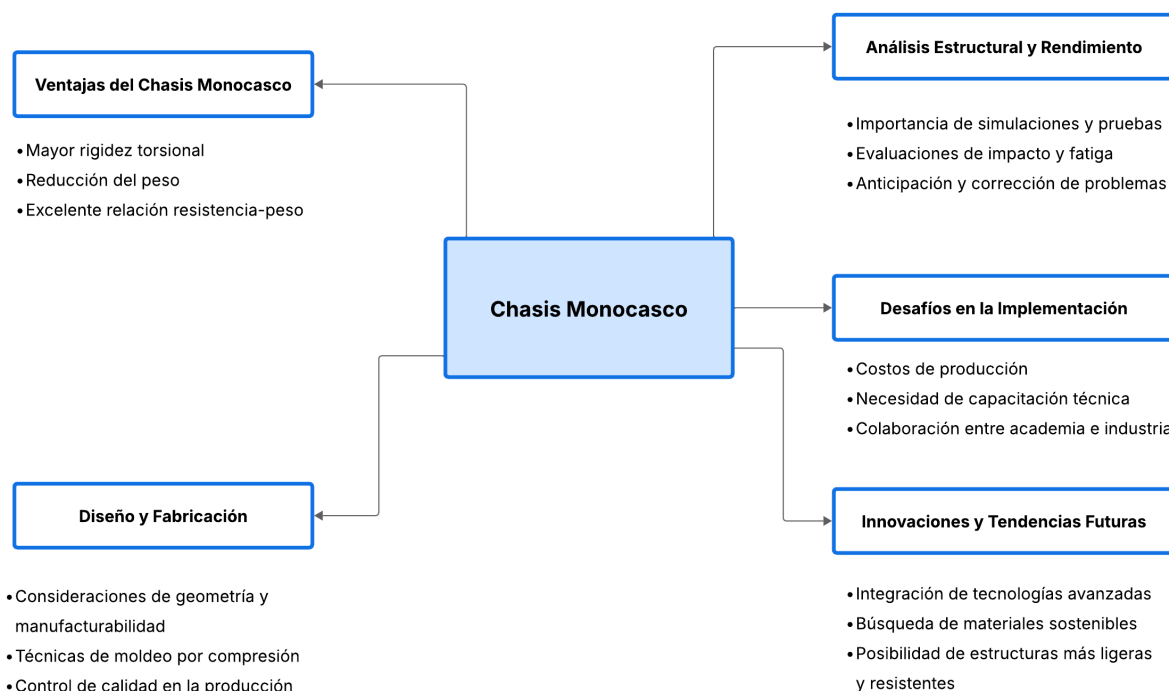 Ventajas del Chasis Monocasco
•Mayor rigidez torsional
•Reducción del peso
•Excelente relación resistencia-peso
Análisis Estructural y Rendimiento
•Importancia de simulaciones y pruebas
•Evaluaciones de impacto y fatiga
•Anticipación y corrección de problemas
Chasis Monocasco
Desafíos en la Implementación
•Costos de producción
•Necesidad de capacitación técnica
•Colaboración entre academia e industria
Diseño y Fabricación
•Consideraciones de geometría y
manufacturabilidad
•Técnicas de moldeo por compresión
•Control de calidad en la producción
Innovaciones y Tendencias Futuras
•Integración de tecnologías avanzadas
•Búsqueda de materiales sostenibles
•Posibilidad de estructuras más ligeras
y resistentes